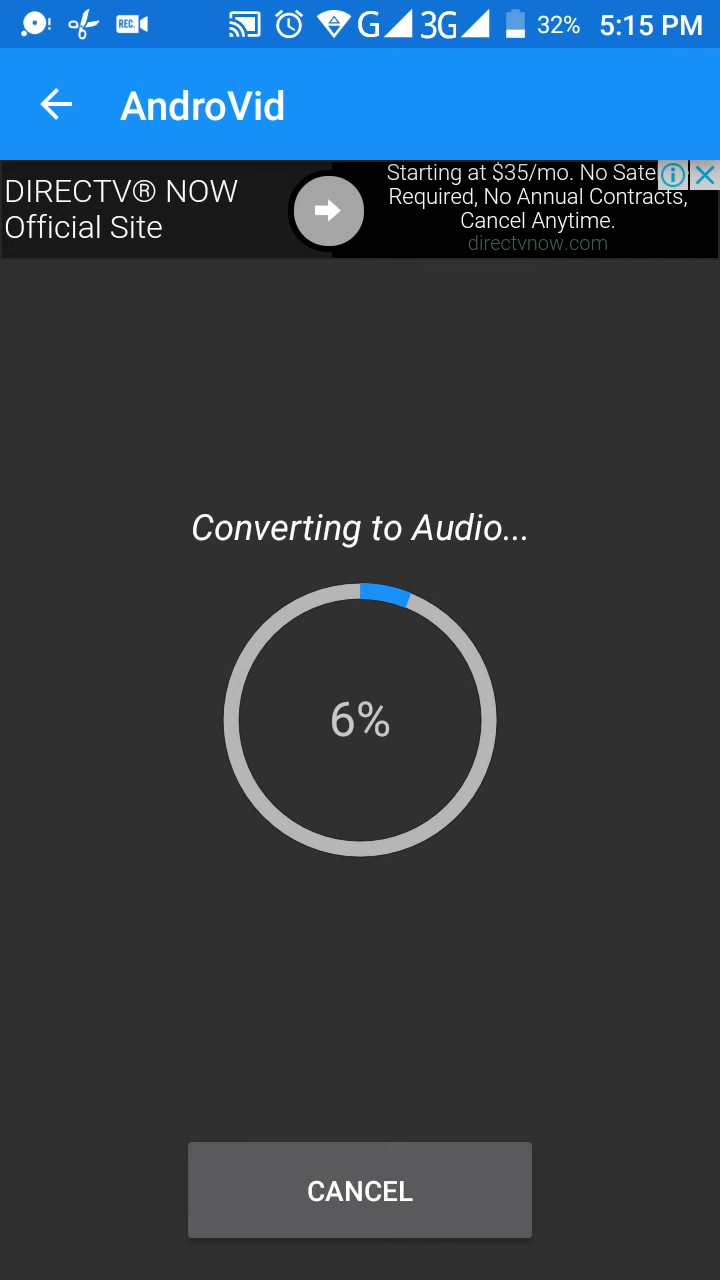 REC. G 3G 32% 5:15 PM
AndroVid
DIRECTV® NOW
Official Site
Starting at $35/mo. No Sate
Required, No Annual Contracts,
Cancel Anytime.
directvnow.com
Converting to Audio...
6%
CANCEL